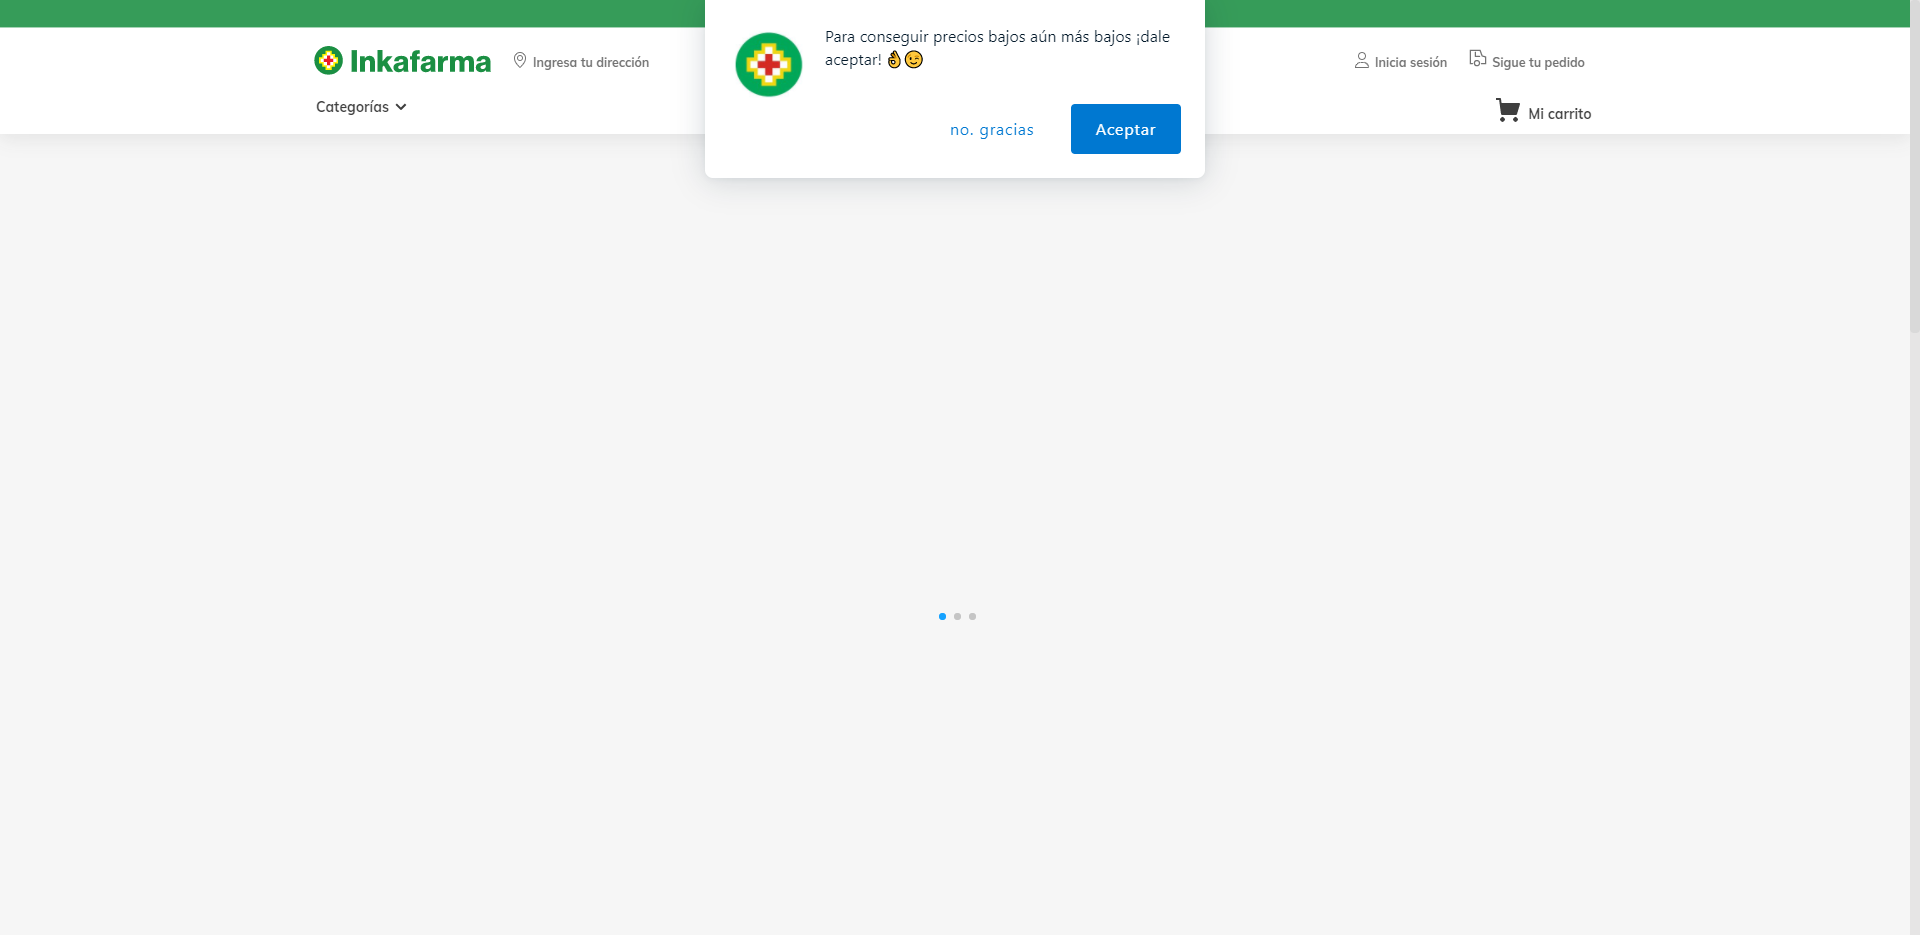 Para conseguir precios bajos aún más bajos ¡dale
aceptar! 👌😉
no. gracias
Aceptar
Inkafarma
Ingresa tu dirección
Inicia sesión
Sigue tu pedido
Categorías
Mi carrito